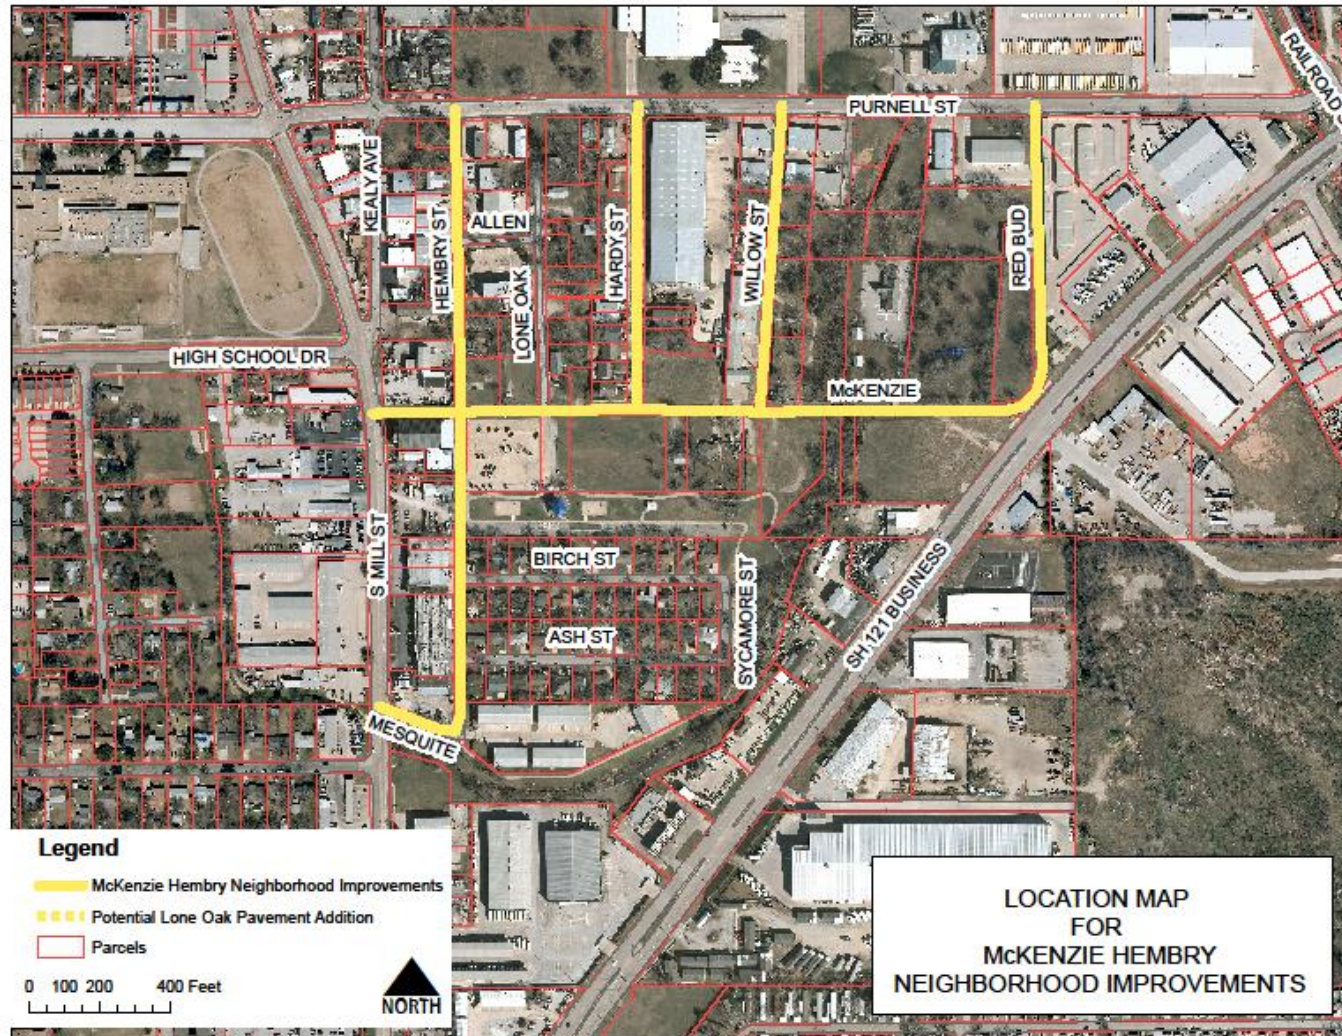 PURNELL ST
RAILROAD
KEALY AVE
HEMBRY ST
ALLEN
LONE OAK
HARDY ST
WILLOW ST
RED BUD
HIGH SCHOOL DR
McKENZIE
S MILL ST
BIRCH ST
ASH ST
SYCAMORE ST
SH 121 BUSINESS
MESQUITE
Legend
McKenzie Hembry Neighborhood Improvements
Potential Lone Oak Pavement Addition
Parcels
0 100 200 400 Feet
NORTH
LOCATION MAP
FOR
McKENZIE HEMBRY
NEIGHBORHOOD IMPROVEMENTS